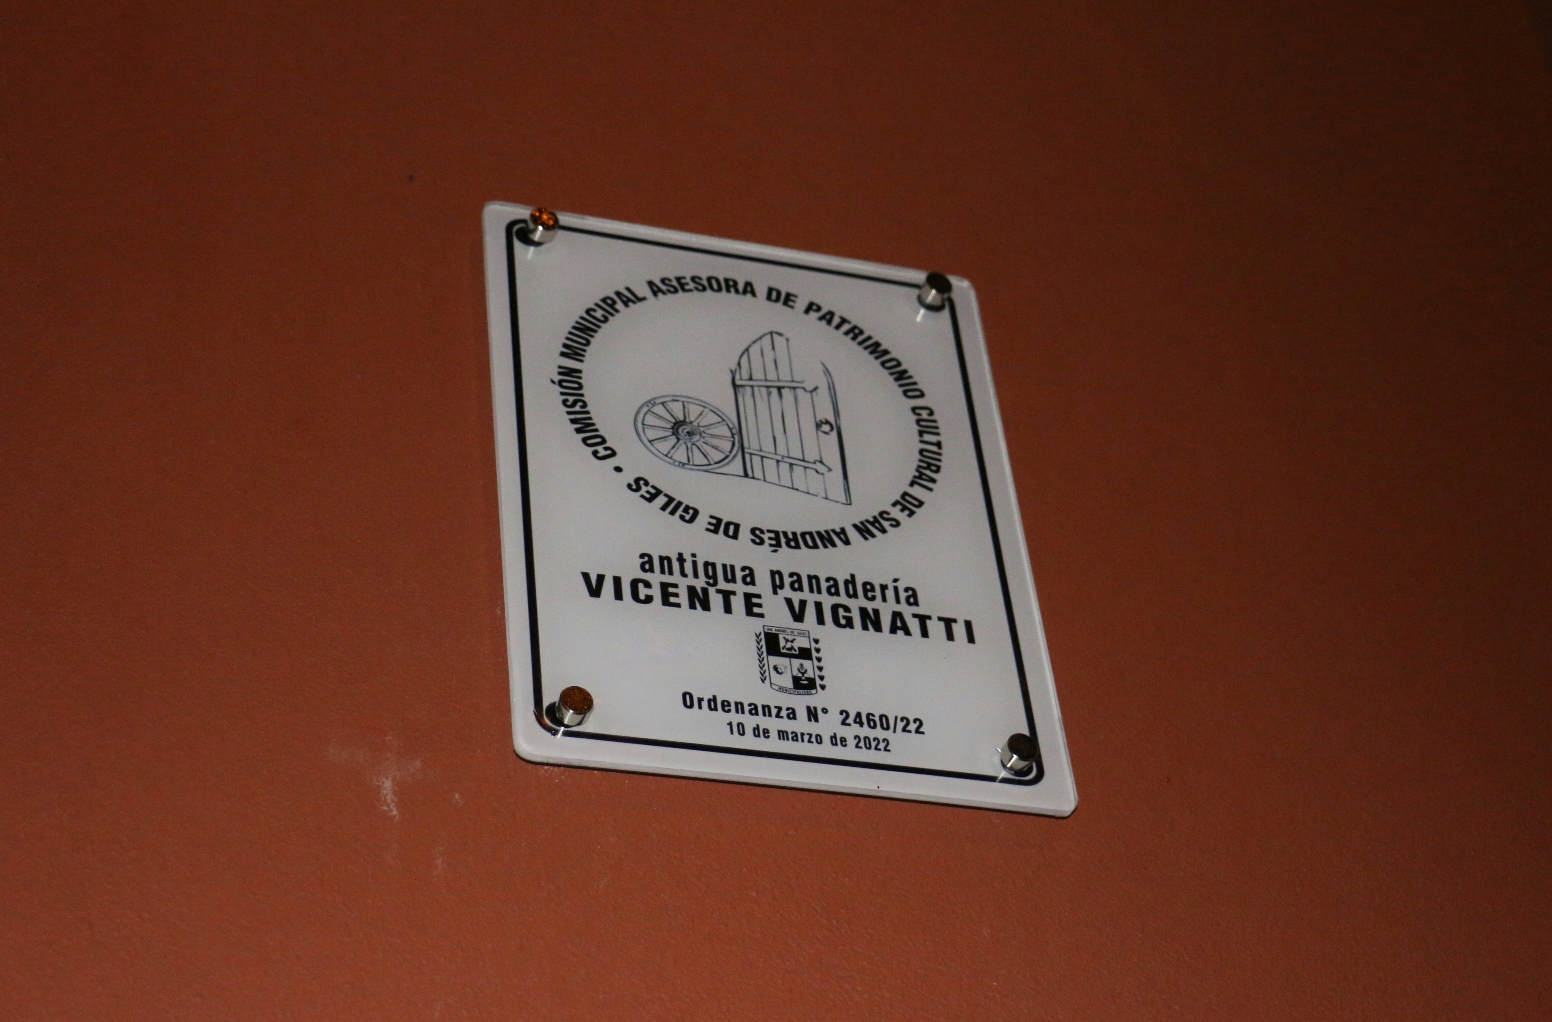 COMISIÓN MUNICIPAL ASESORA DE PATRIMONIO CULTURAL DE SAN ANDRÉS DE GILES •
antigua panadería
VICENTE VIGNATTI
MUNICIPALIDAD
Ordenanza N° 2460/22
10 de marzo de 2022